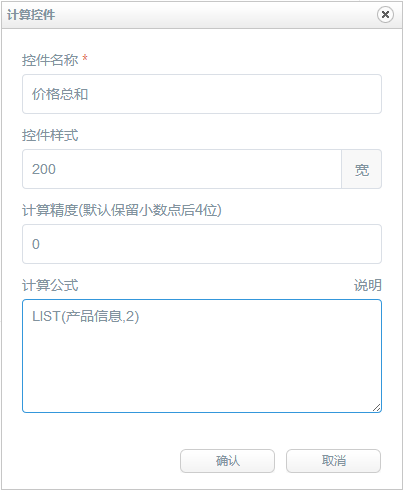 计算控件
控件名称 *
价格总和
控件样式
200 宽
计算精度(默认保留小数点后4位)
0
计算公式 说明
LIST(产品信息,2)
确认 取消